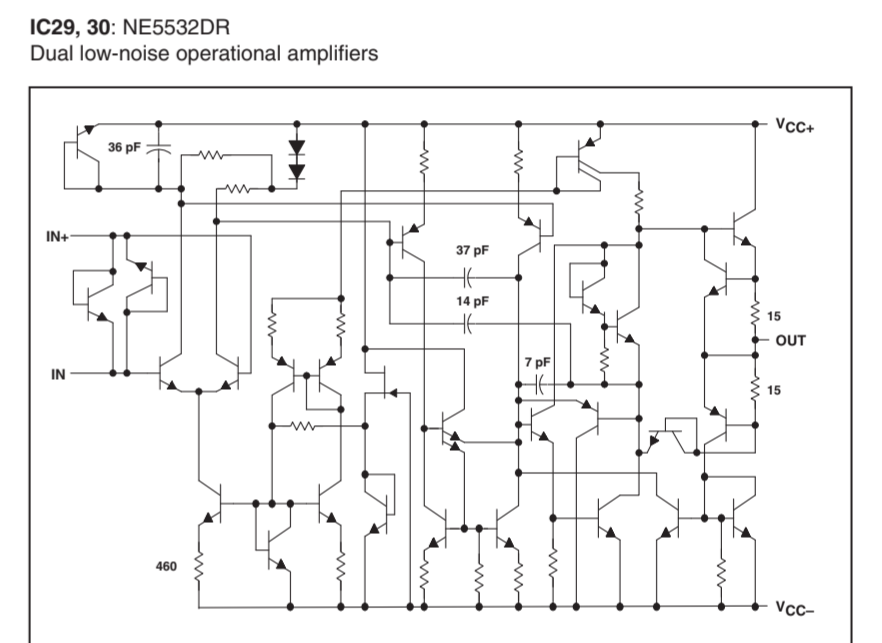 IC29, 30: NE5532DR
Dual low-noise operational amplifiers
VCC+
36 pF
IN+
37 pF
14 pF
15
OUT
7 pF
IN
15
460
VCC–